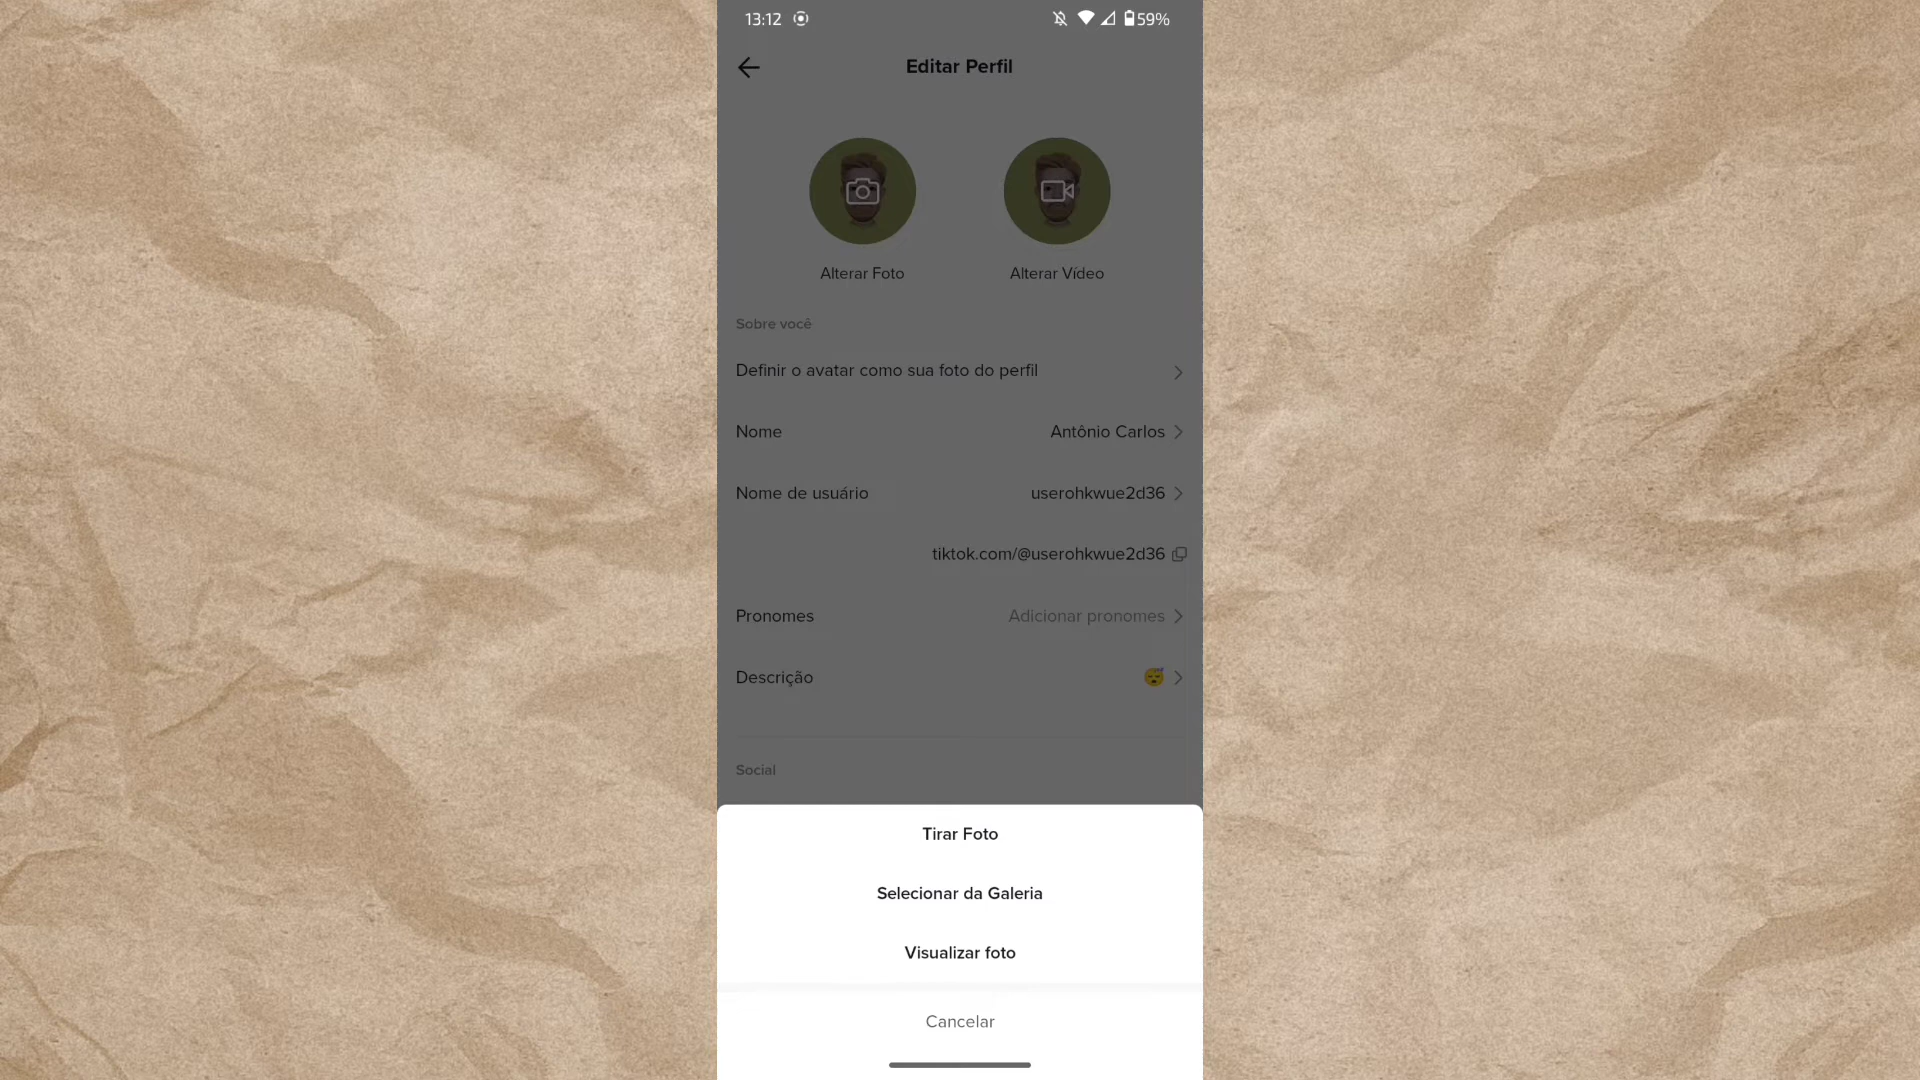 13:12
59%
Editar Perfil
Alterar Foto
Alterar Vídeo
Sobre você
Definir o avatar como sua foto do perfil
Nome
Antônio Carlos
Nome de usuário
userohkwue2d36
tiktok.com/@userohkwue2d36
Pronomes
Adicionar pronomes
Descrição
😴
Social
Tirar Foto
Selecionar da Galeria
Visualizar foto
Cancelar